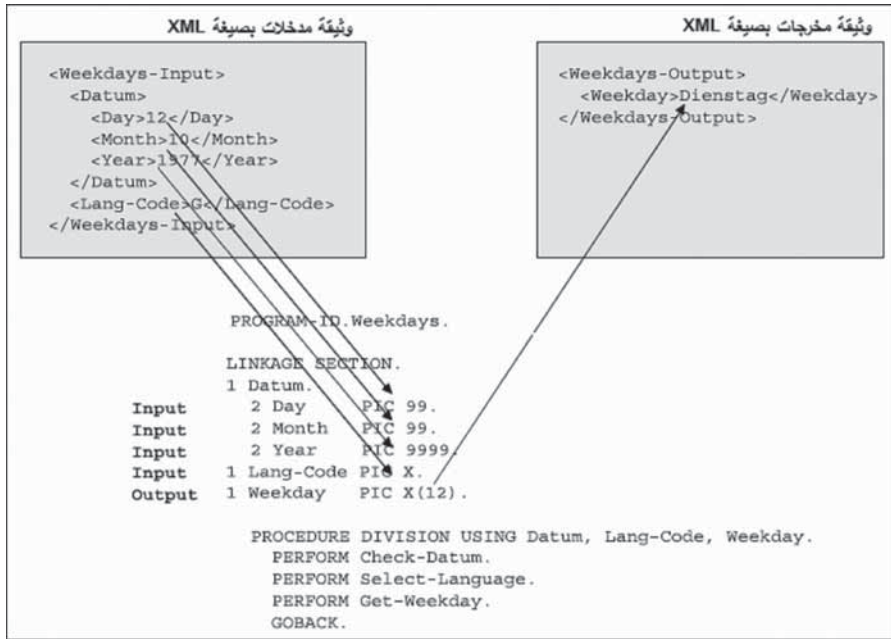 وثيقة مدخلات بصيغة XML
<Weekdays-Input>
<Datum>
<Day>12</Day>
<Month>10</Month>
<Year>1977</Year>
</Datum>
<Lang-Code>G</Lang-Code>
</Weekdays-Input>
وثيقة مخرجات بصيغة XML
<Weekdays-Output>
<Weekday>Dienstag</Weekday>
</Weekdays-Output>
PROGRAM-ID.Weekdays.
LINKAGE SECTION.
1 Datum.
Input 2 Day PIC 99.
Input 2 Month PIC 99.
Input 2 Year PIC 9999.
Input 1 Lang-Code PIC X.
Output 1 Weekday PIC X(12).
PROCEDURE DIVISION USING Datum, Lang-Code, Weekday.
PERFORM Check-Datum.
PERFORM Select-Language.
PERFORM Get-Weekday.
GOBACK.